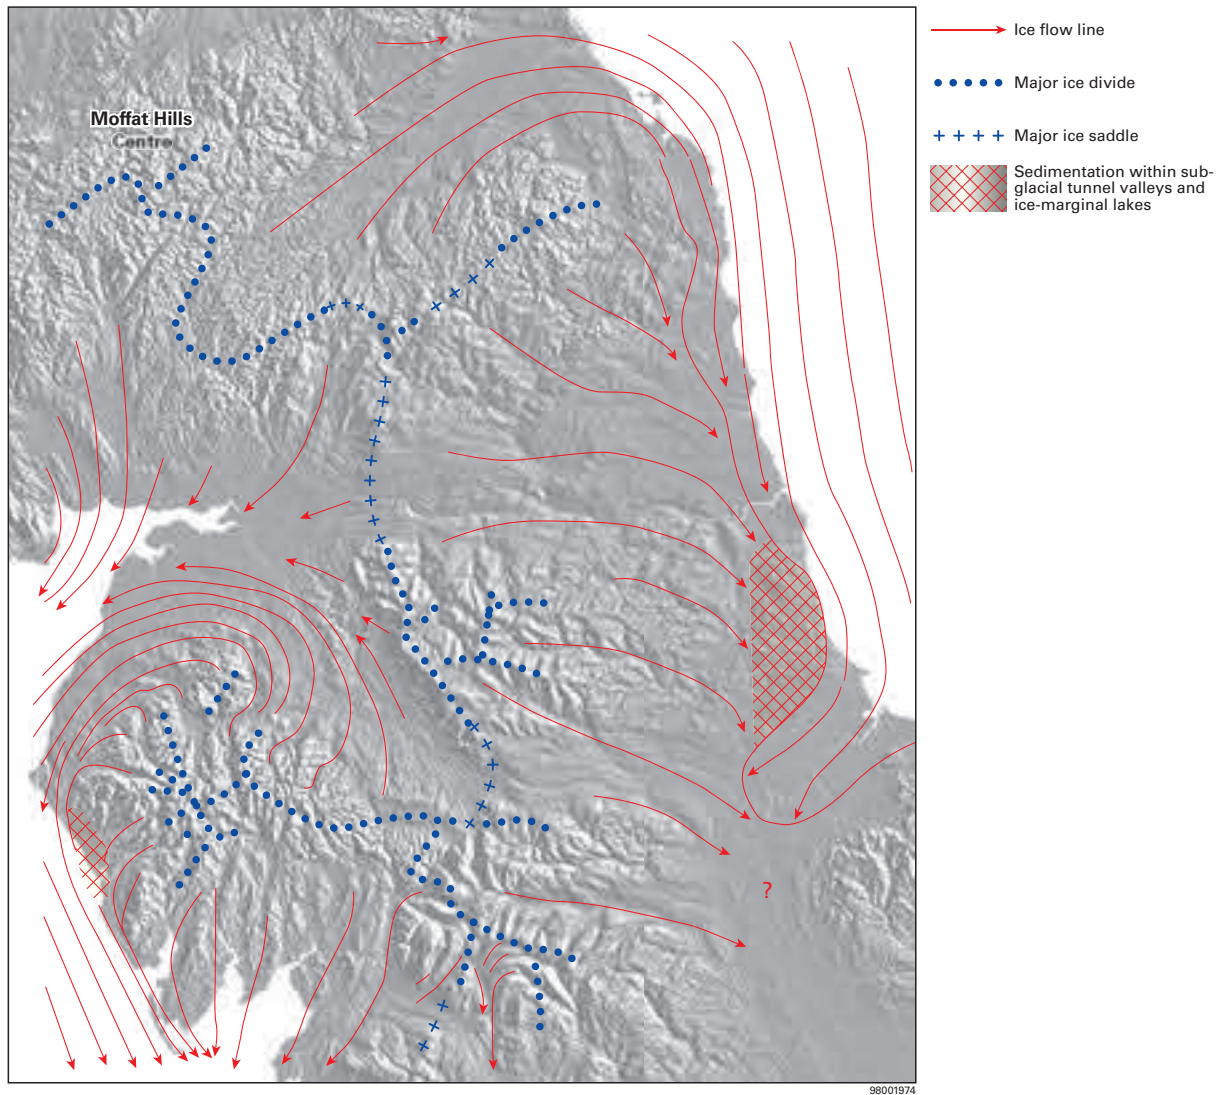 Moffat Hills
Centre
?
Ice flow line
Major ice divide
Major ice saddle
Sedimentation within sub-
glacial tunnel valleys and
ice-marginal lakes
98001974